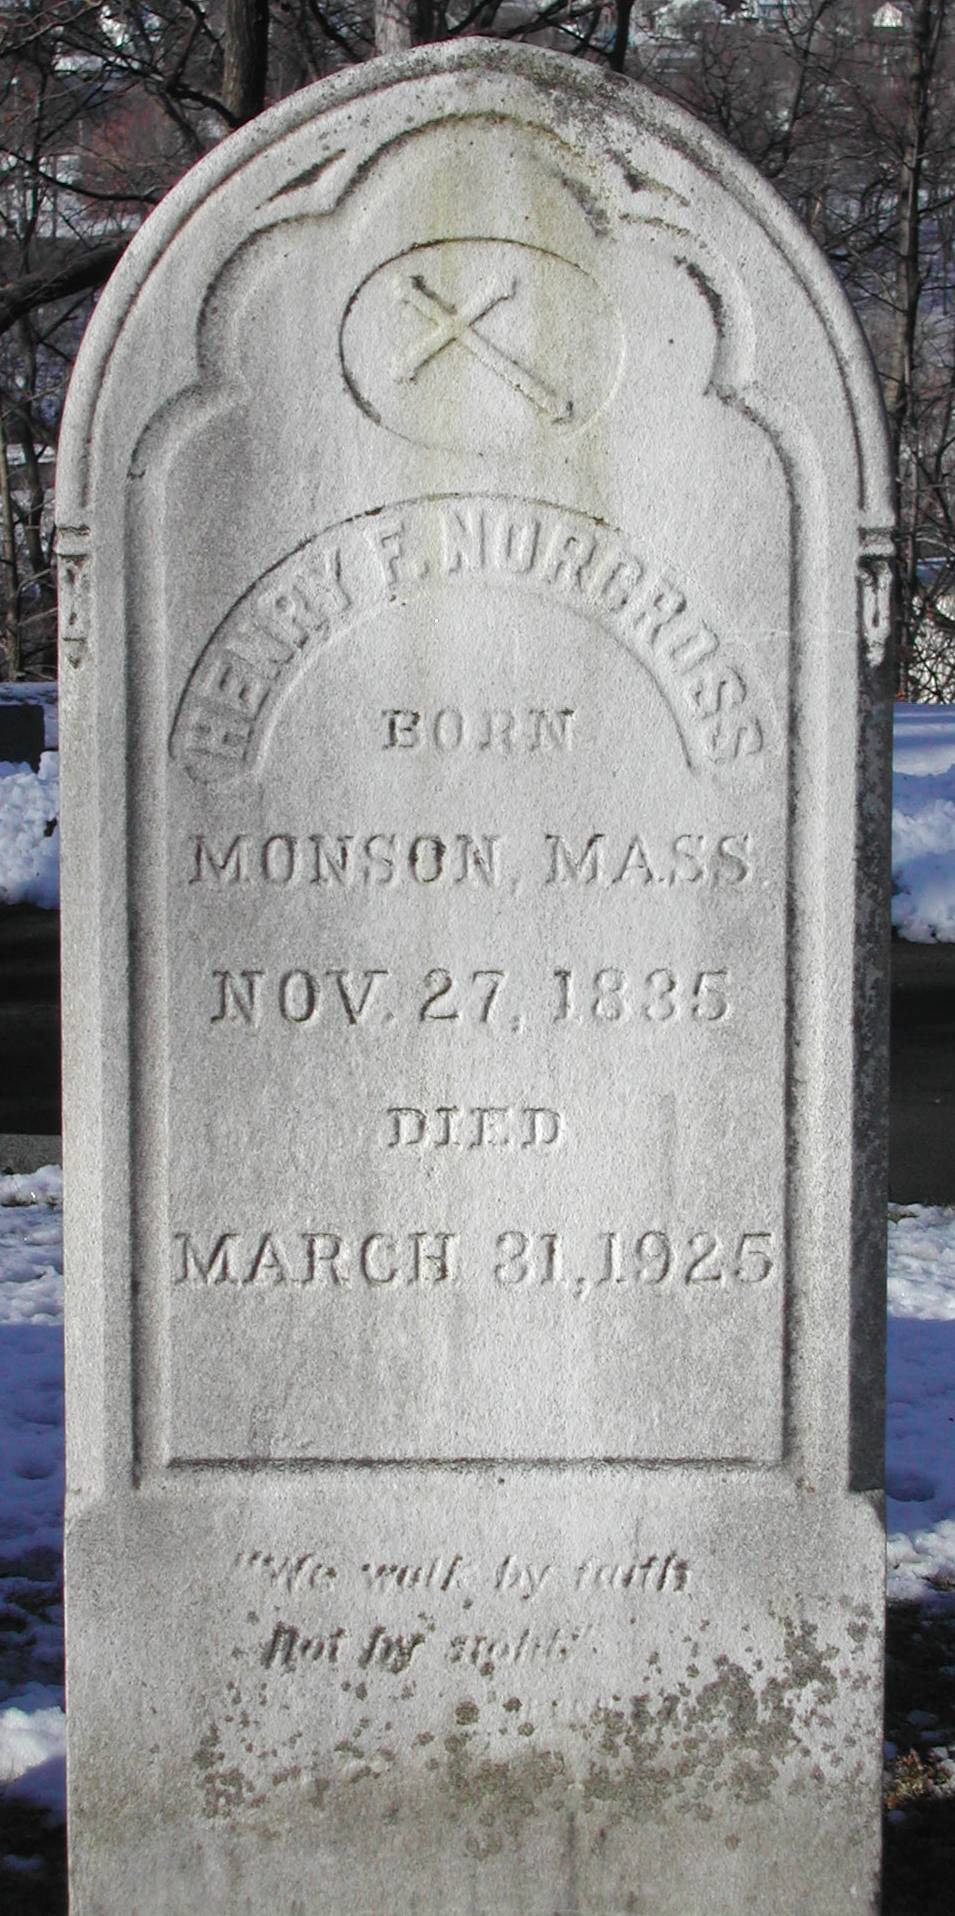 HENRY F. NORCROSS
BORN
MONSON, MASS.
NOV. 27, 1835
DIED
MARCH 31, 1925
"We walk by faith
Not by sight"